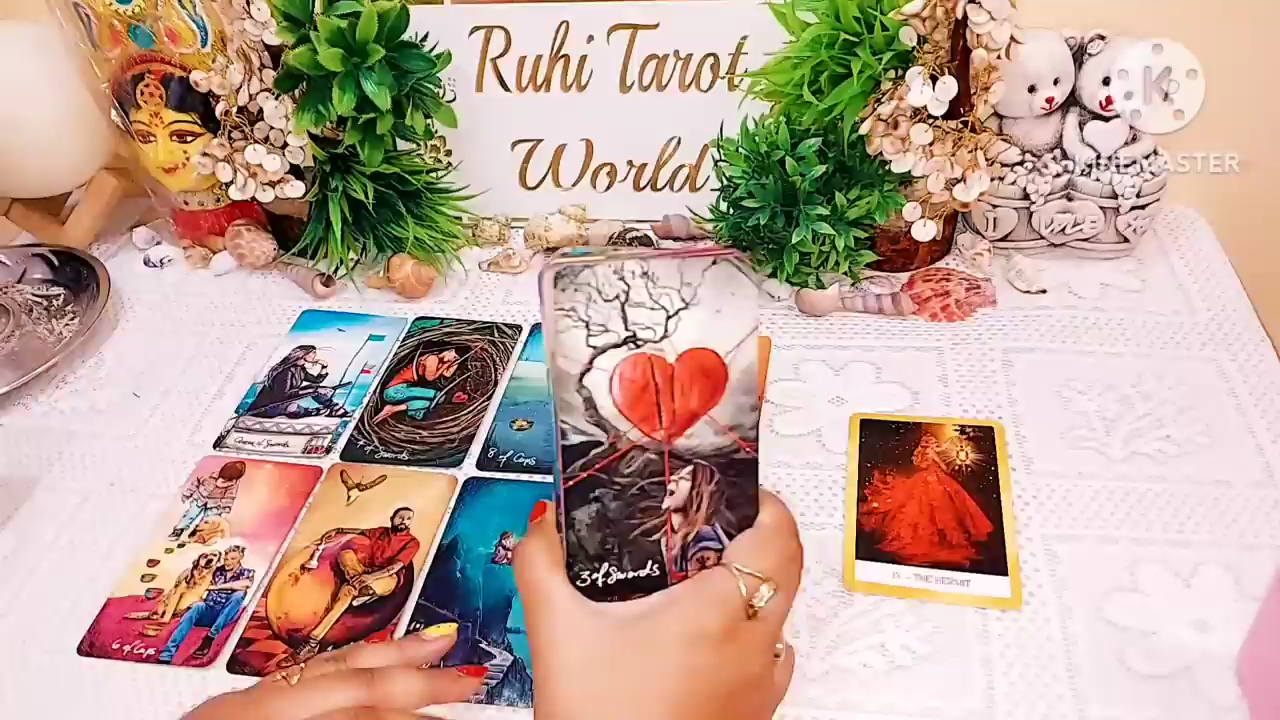 Ruhi Tarot
World
KINEMASTER
Queen of Swords
4 of Swords
8 of Cups
3 of Swords
IX - THE HERMIT
6 of Cups